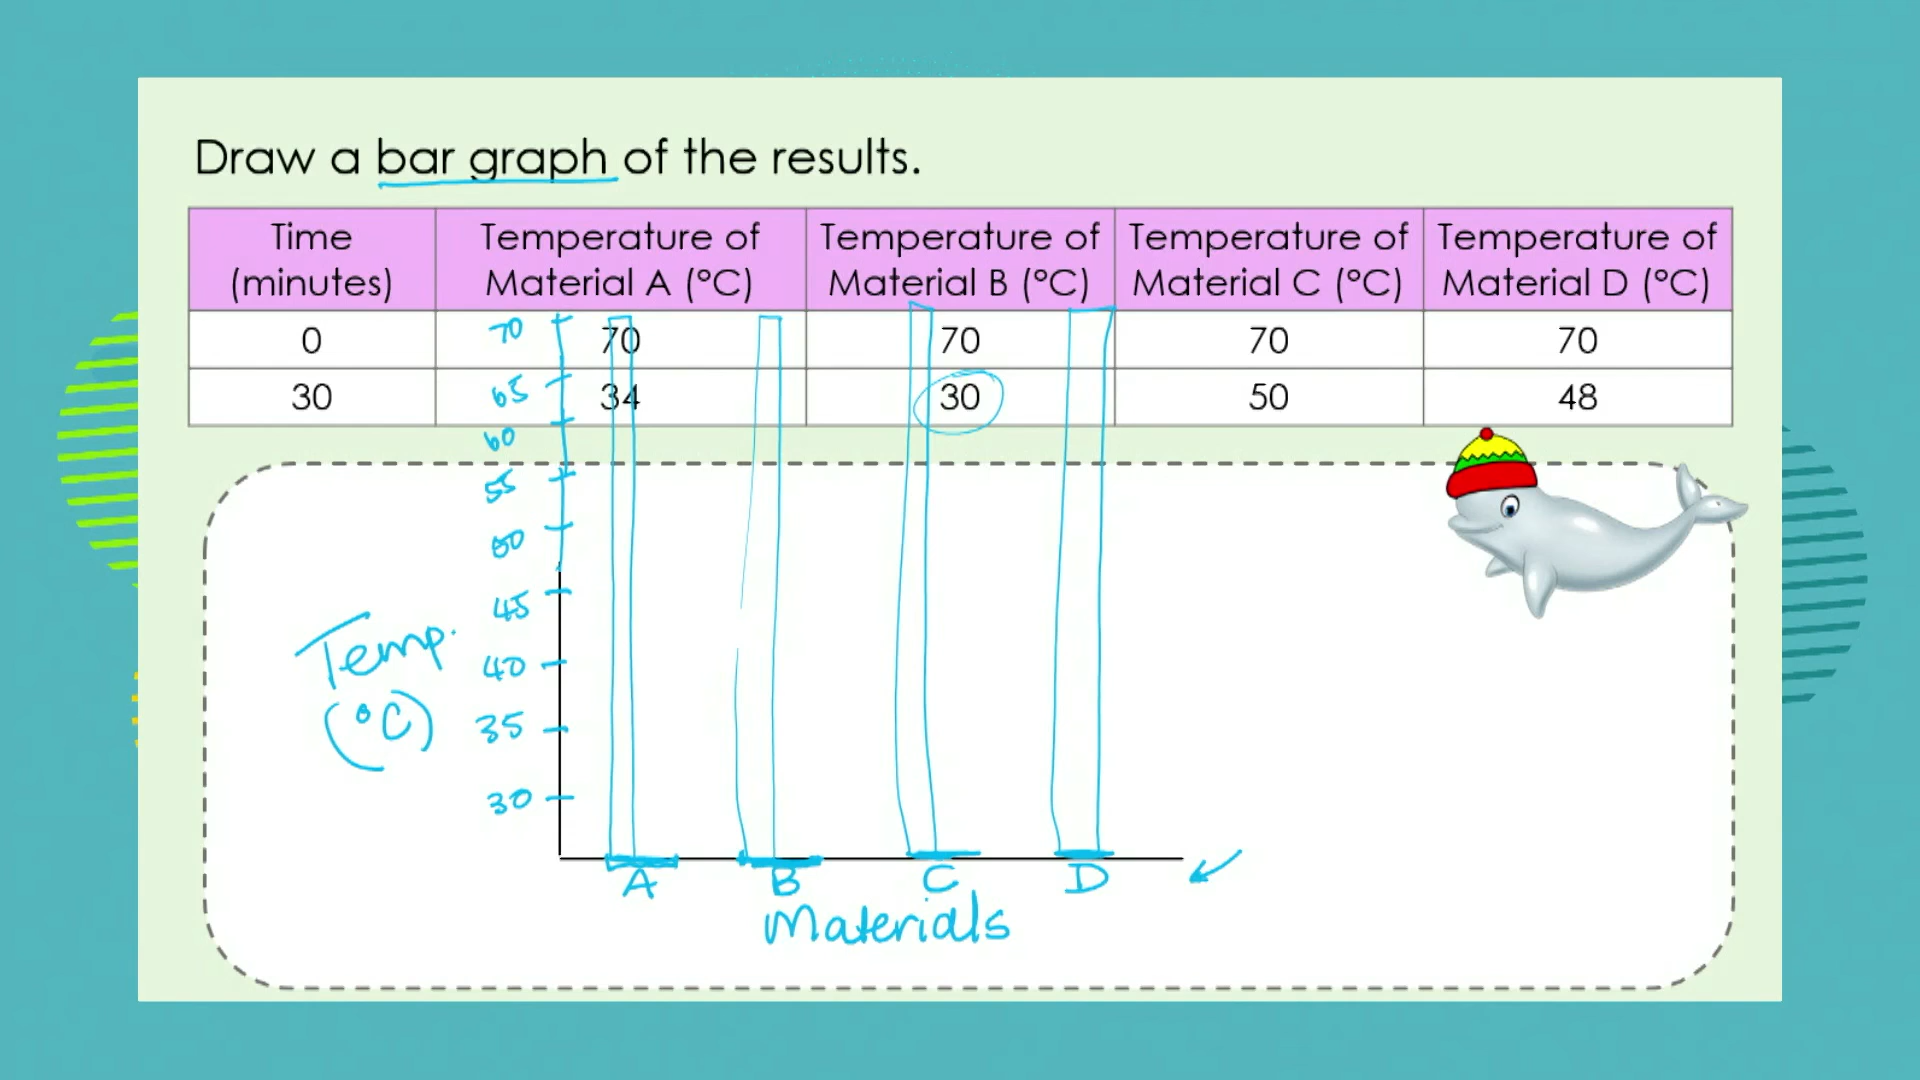 Draw a bar graph of the results.
Time (minutes) Temperature of Material A (°C) Temperature of Material B (°C) Temperature of Material C (°C) Temperature of Material D (°C)
0 70 70 70 70
30 34 30 50 48
70
65
60
55
50
45
40
35
30
Temp.
(°C)
A B C D
Materials